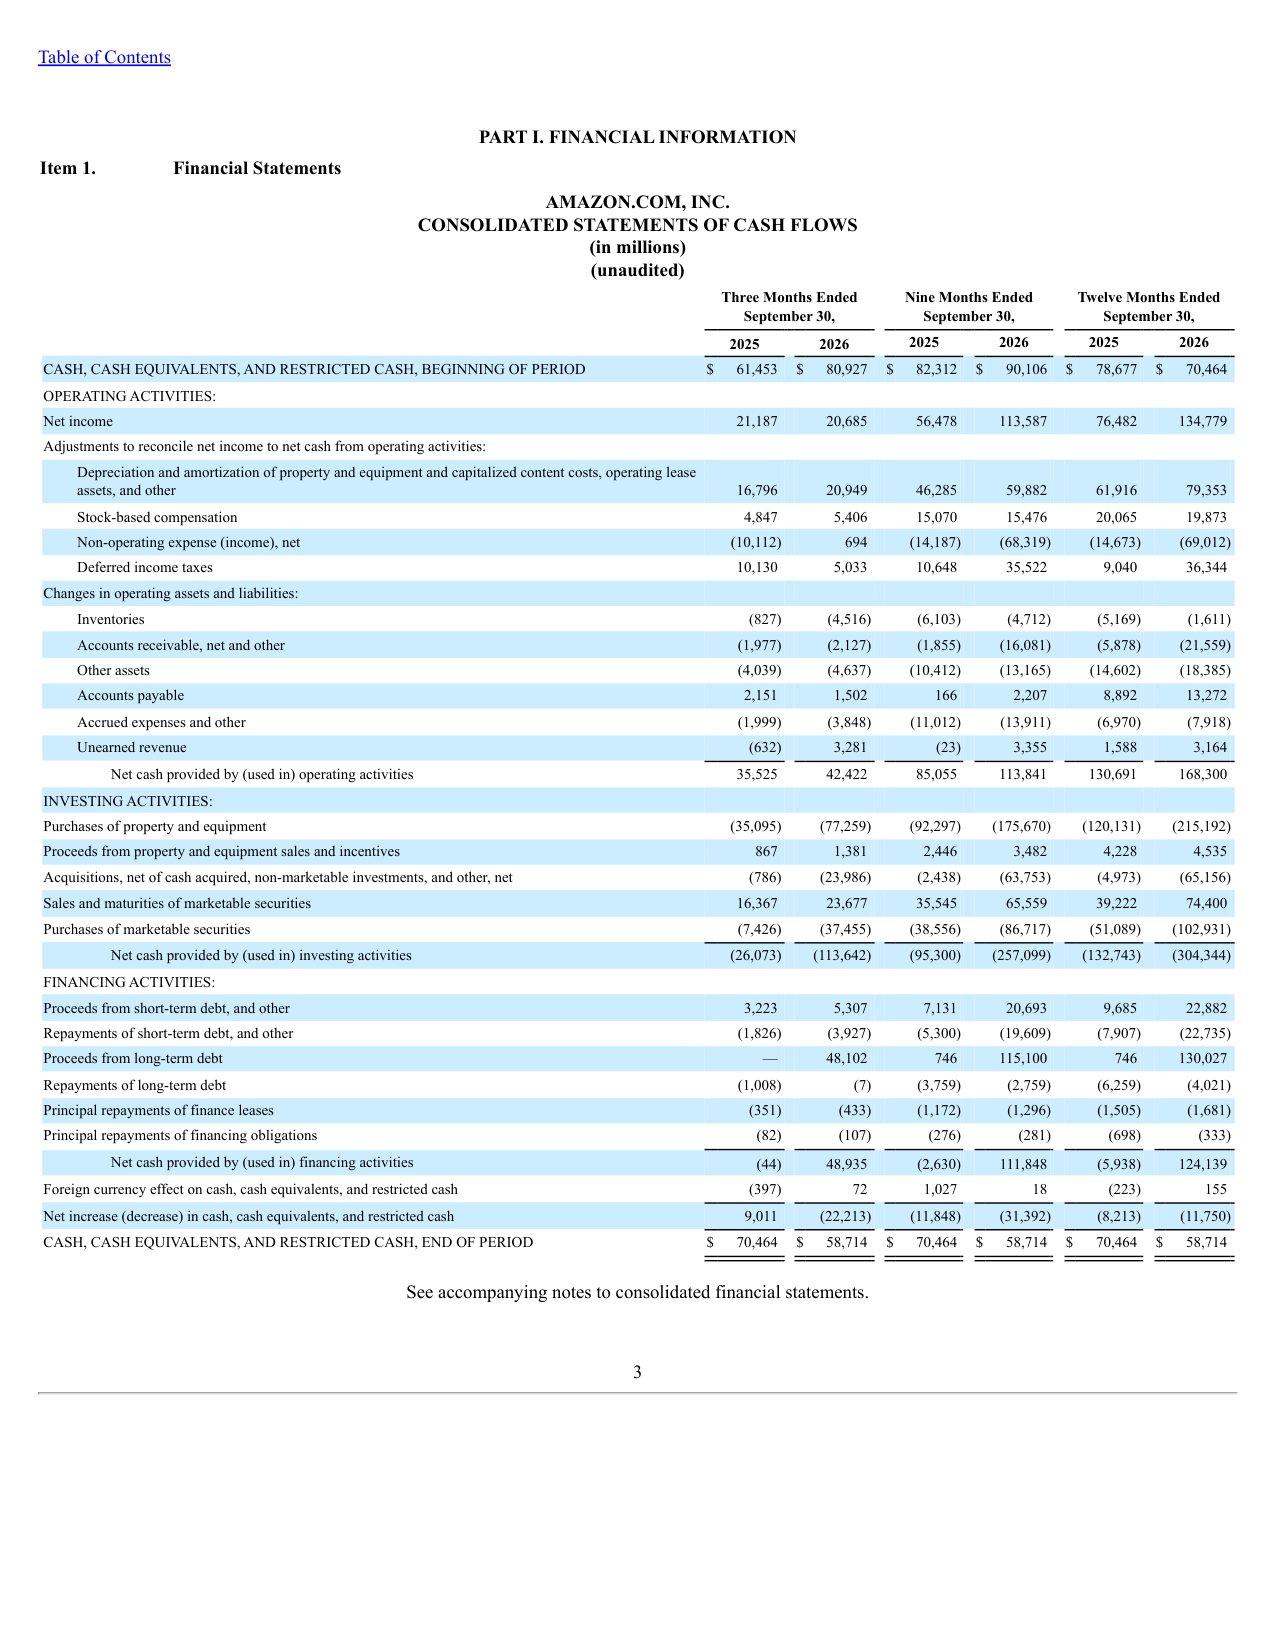 Table of Contents
PART I. FINANCIAL INFORMATION
Item 1. Financial Statements
AMAZON.COM, INC.
CONSOLIDATED STATEMENTS OF CASH FLOWS
(in millions)
(unaudited)
Three Months Ended September 30, Nine Months Ended September 30, Twelve Months Ended September 30,
2025 2026 2025 2026 2025 2026
CASH, CASH EQUIVALENTS, AND RESTRICTED CASH, BEGINNING OF PERIOD $ 61,453 $ 80,927 $ 82,312 $ 90,106 $ 78,677 $ 70,464
OPERATING ACTIVITIES:
Net income 21,187 20,685 56,478 113,587 76,482 134,779
Adjustments to reconcile net income to net cash from operating activities:
Depreciation and amortization of property and equipment and capitalized content costs, operating lease
assets, and other 16,796 20,949 46,285 59,882 61,916 79,353
Stock-based compensation 4,847 5,406 15,070 15,476 20,065 19,873
Non-operating expense (income), net (10,112) 694 (14,187) (68,319) (14,673) (69,012)
Deferred income taxes 10,130 5,033 10,648 35,522 9,040 36,344
Changes in operating assets and liabilities:
Inventories (827) (4,516) (6,103) (4,712) (5,169) (1,611)
Accounts receivable, net and other (1,977) (2,127) (1,855) (16,081) (5,878) (21,559)
Other assets (4,039) (4,637) (10,412) (13,165) (14,602) (18,385)
Accounts payable 2,151 1,502 166 2,207 8,892 13,272
Accrued expenses and other (1,999) (3,848) (11,012) (13,911) (6,970) (7,918)
Unearned revenue (632) 3,281 (23) 3,355 1,588 3,164
Net cash provided by (used in) operating activities 35,525 42,422 85,055 113,841 130,691 168,300
INVESTING ACTIVITIES:
Purchases of property and equipment (35,095) (77,259) (92,297) (175,670) (120,131) (215,192)
Proceeds from property and equipment sales and incentives 867 1,381 2,446 3,482 4,228 4,535
Acquisitions, net of cash acquired, non-marketable investments, and other, net (786) (23,986) (2,438) (63,753) (4,973) (65,156)
Sales and maturities of marketable securities 16,367 23,677 35,545 65,559 39,222 74,400
Purchases of marketable securities (7,426) (37,455) (38,556) (86,717) (51,089) (102,931)
Net cash provided by (used in) investing activities (26,073) (113,642) (95,300) (257,099) (132,743) (304,344)
FINANCING ACTIVITIES:
Proceeds from short-term debt, and other 3,223 5,307 7,131 20,693 9,685 22,882
Repayments of short-term debt, and other (1,826) (3,927) (5,300) (19,609) (7,907) (22,735)
Proceeds from long-term debt — 48,102 746 115,100 746 130,027
Repayments of long-term debt (1,008) (7) (3,759) (2,759) (6,259) (4,021)
Principal repayments of finance leases (351) (433) (1,172) (1,296) (1,505) (1,681)
Principal repayments of financing obligations (82) (107) (276) (281) (698) (333)
Net cash provided by (used in) financing activities (44) 48,935 (2,630) 111,848 (5,938) 124,139
Foreign currency effect on cash, cash equivalents, and restricted cash (397) 72 1,027 18 (223) 155
Net increase (decrease) in cash, cash equivalents, and restricted cash 9,011 (22,213) (11,848) (31,392) (8,213) (11,750)
CASH, CASH EQUIVALENTS, AND RESTRICTED CASH, END OF PERIOD $ 70,464 $ 58,714 $ 70,464 $ 58,714 $ 70,464 $ 58,714
See accompanying notes to consolidated financial statements.
3